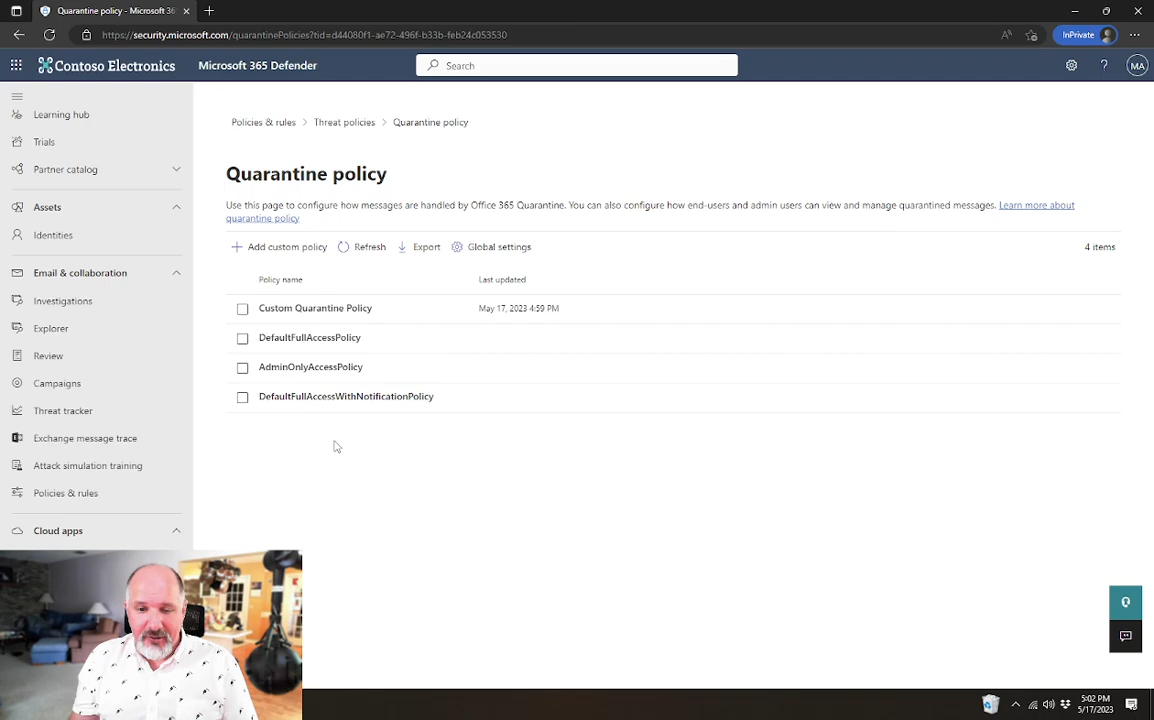 Quarantine policy - Microsoft 36
https://security.microsoft.com/quarantinePolicies?tid=d44080f1-ae72-496f-b33b-feb24c053530
InPrivate
Contoso Electronics
Microsoft 365 Defender
Search
MA
Learning hub
Trials
Partner catalog
Assets
Identities
Email & collaboration
Investigations
Explorer
Review
Campaigns
Threat tracker
Exchange message trace
Attack simulation training
Policies & rules
Cloud apps
Policies & rules > Threat policies > Quarantine policy
Quarantine policy
Use this page to configure how messages are handled by Office 365 Quarantine. You can also configure how end-users and admin users can view and manage quarantined messages. Learn more about
quarantine policy
Add custom policy Refresh Export Global settings 4 items
Policy name Last updated
Custom Quarantine Policy May 17, 2023 4:59 PM
DefaultFullAccessPolicy
AdminOnlyAccessPolicy
DefaultFullAccessWithNotificationPolicy
5:02 PM
5/17/2023